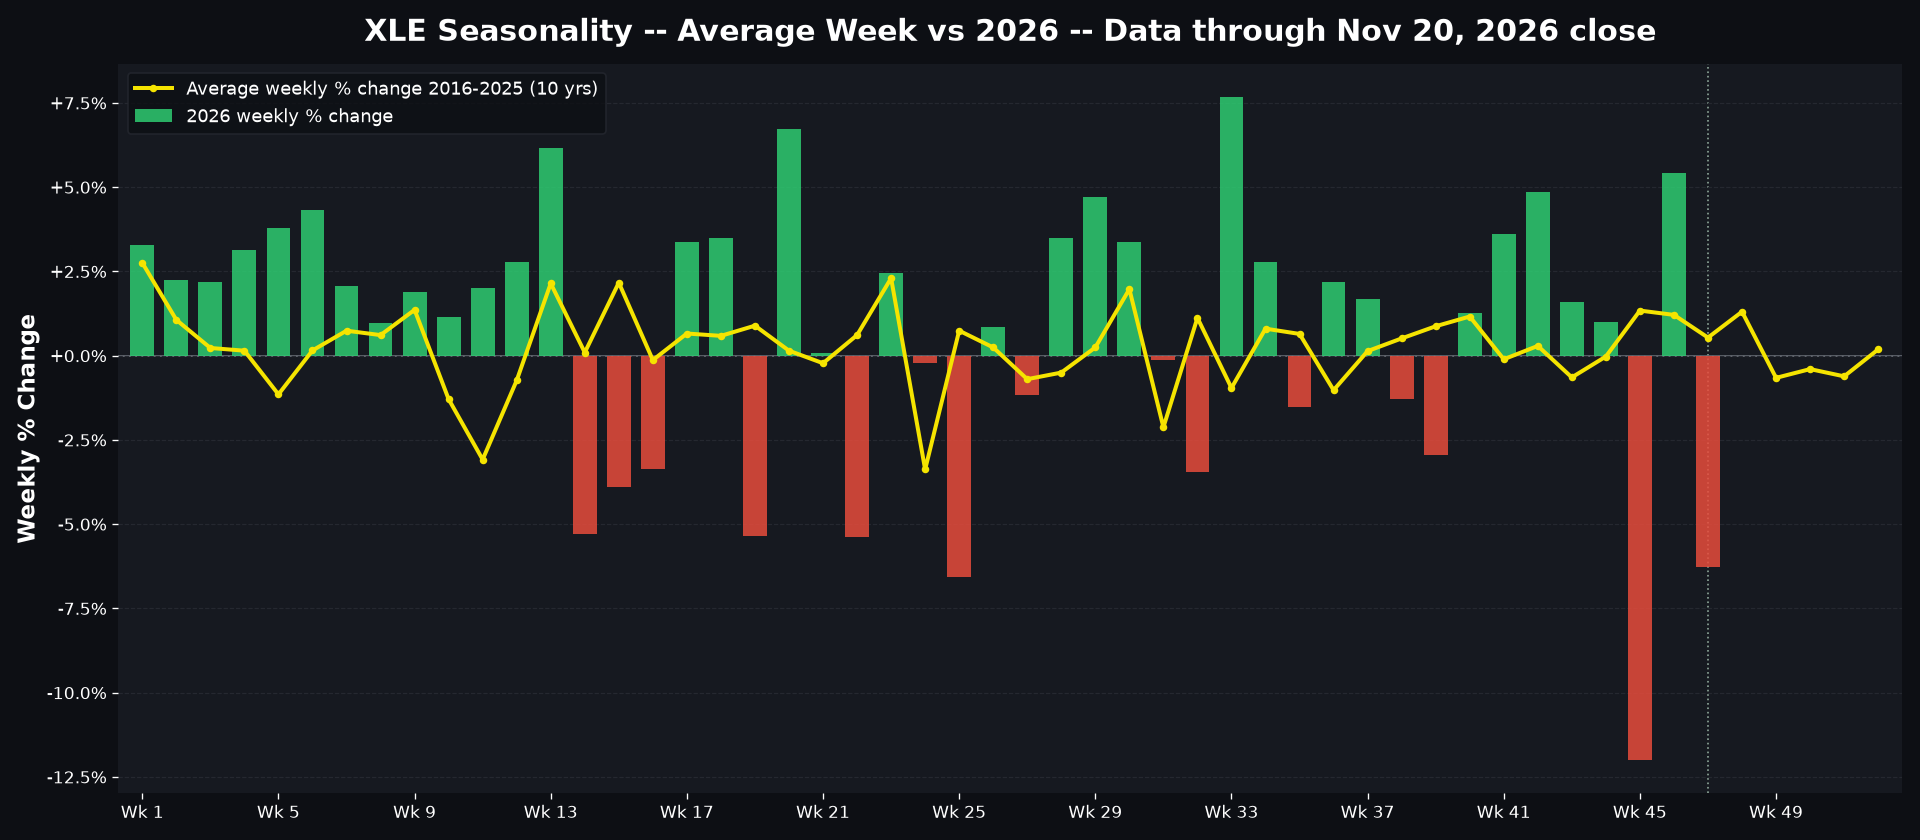 XLE Seasonality -- Average Week vs 2026 -- Data through Nov 20, 2026 close
Average weekly % change 2016-2025 (10 yrs)
2026 weekly % change
Weekly % Change
+7.5%
+5.0%
+2.5%
+0.0%
-2.5%
-5.0%
-7.5%
-10.0%
-12.5%
Wk 1
Wk 5
Wk 9
Wk 13
Wk 17
Wk 21
Wk 25
Wk 29
Wk 33
Wk 37
Wk 41
Wk 45
Wk 49